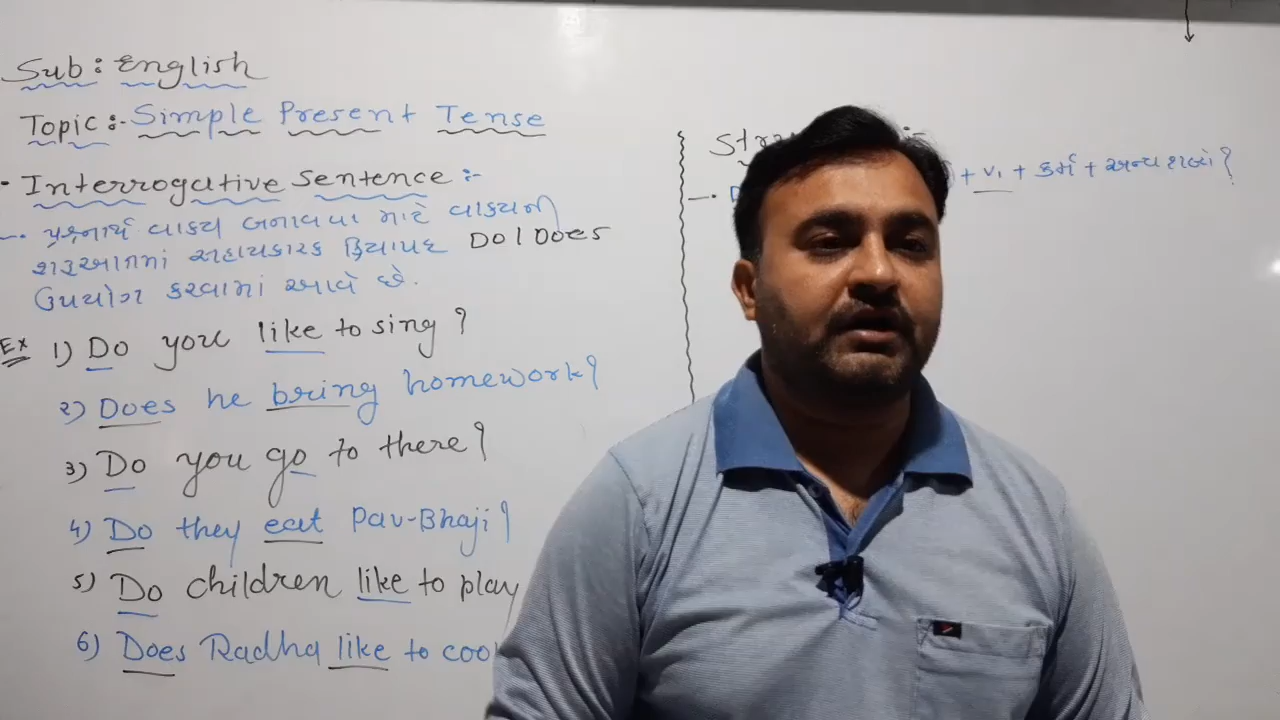 Sub : English
Topic :- Simple Present Tense
• Interrogative Sentence :-
→ પ્રશ્નાર્થ વાક્ય બનાવવા માટે વાક્યની
શરૂઆતમાં સહાયકારક ક્રિયાપદ DO / DOES
ઉપયોગ કરવામાં આવે છે.
Ex 1) Do you like to sing ?
2) Does he bring homework?
3) Do you go to there?
4) Do they eat Pav-Bhaji?
5) Do children like to play
6) Does Radha like to coo
+ V₁ + કર્મ + અન્ય શબ્દો?